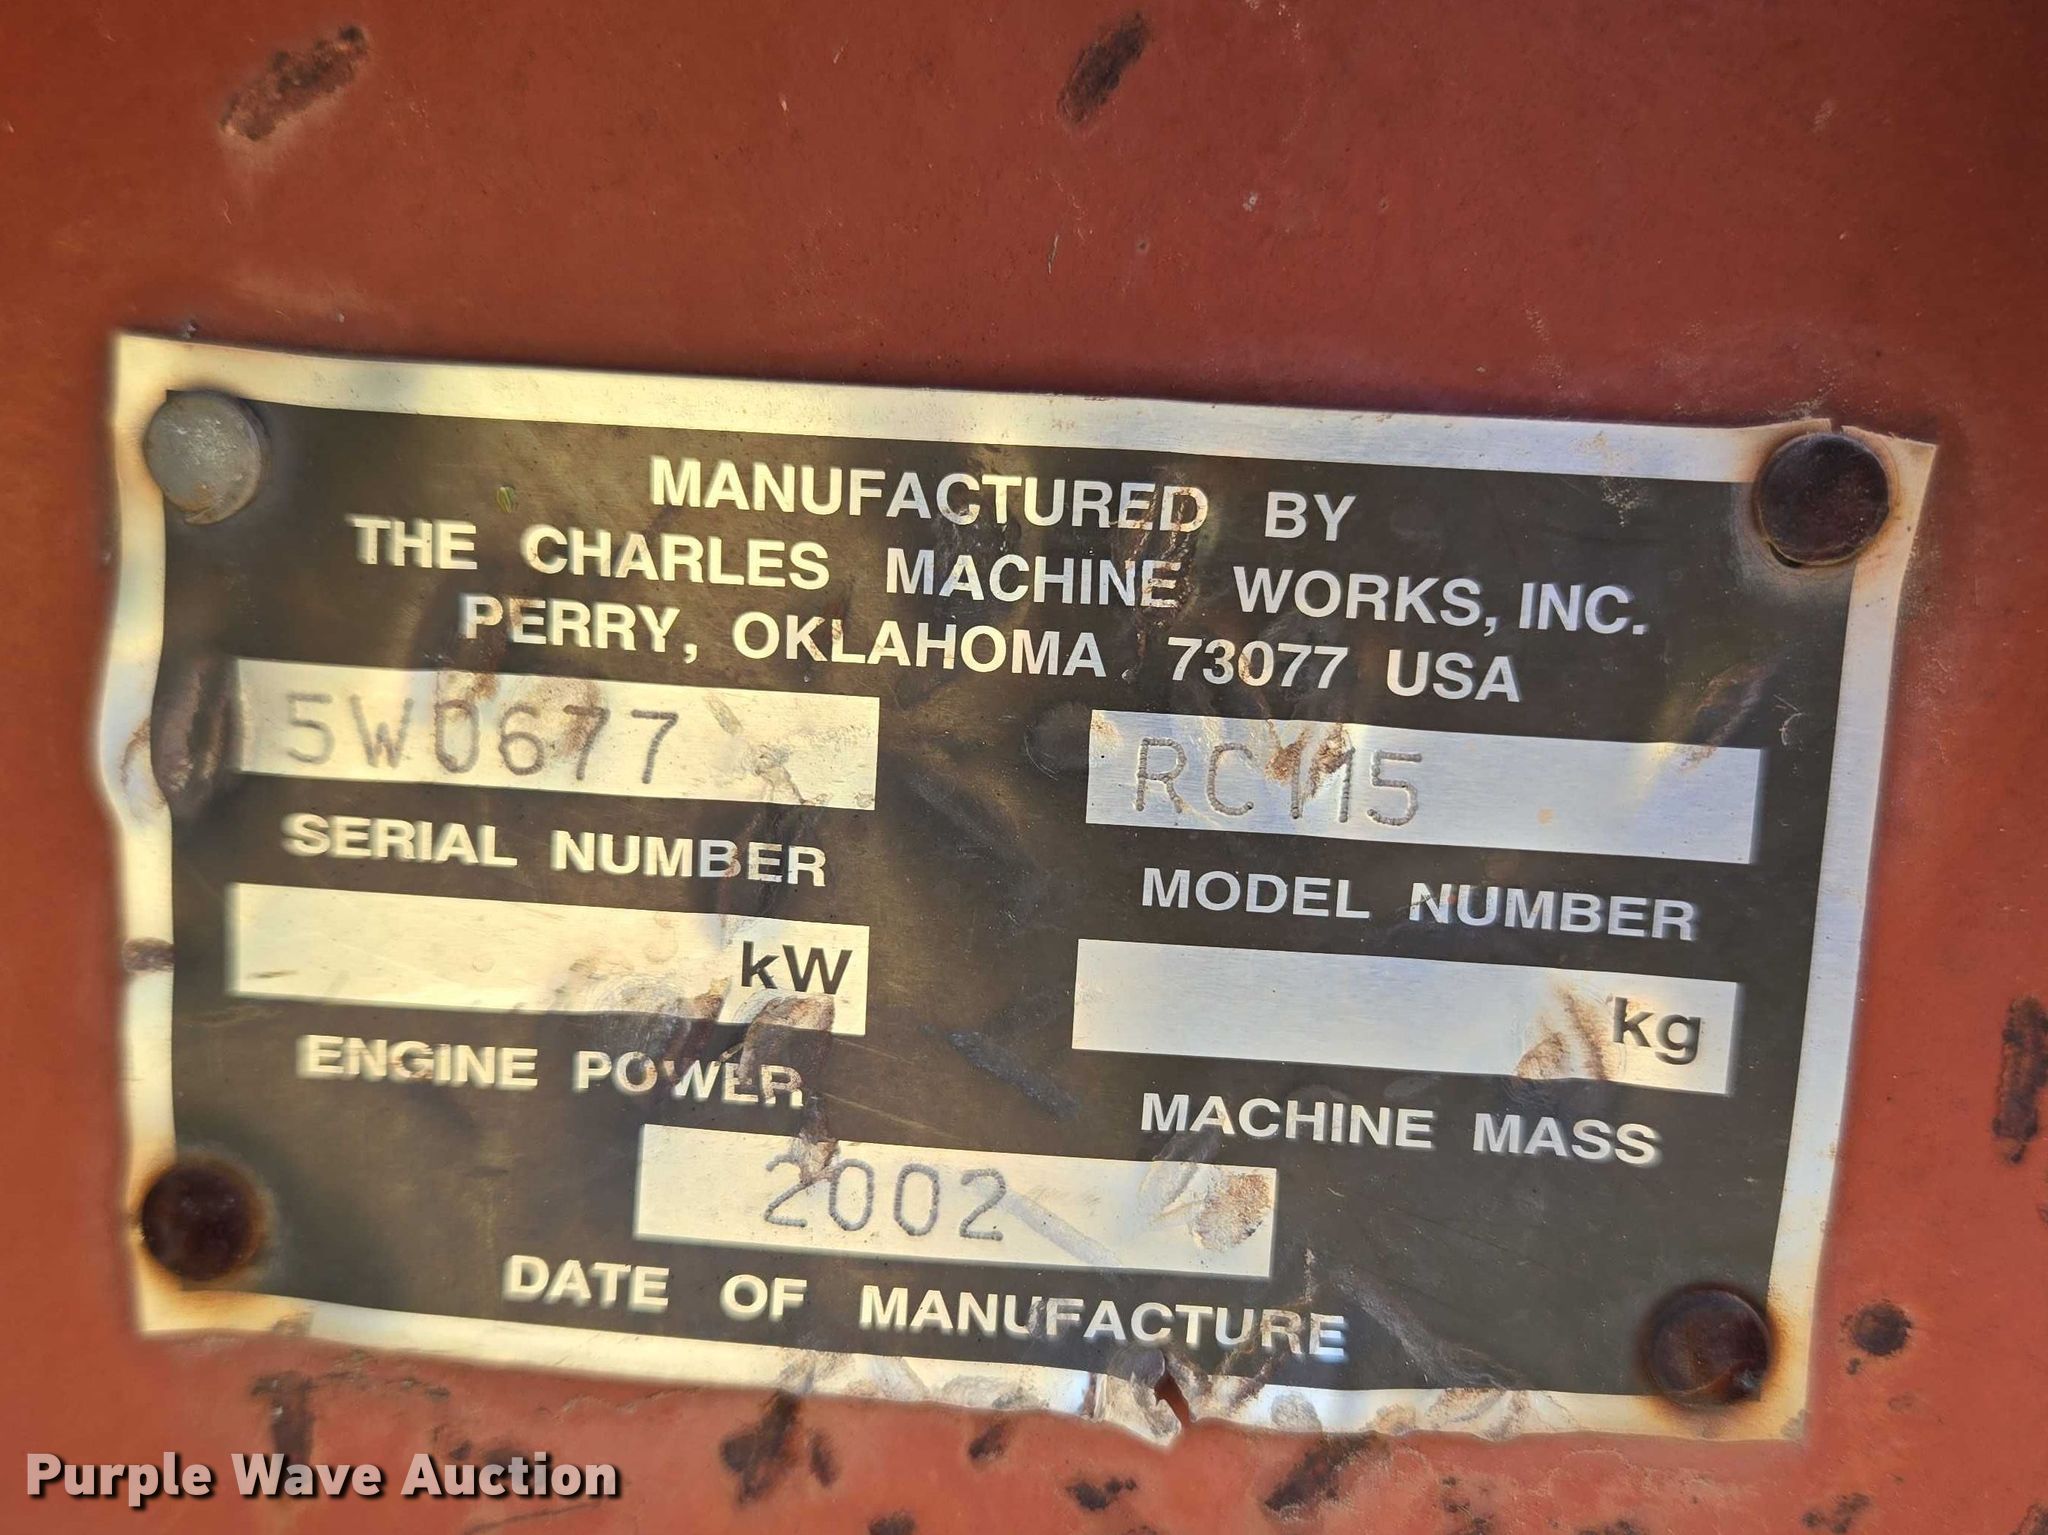 MANUFACTURED BY
THE CHARLES MACHINE WORKS, INC.
PERRY, OKLAHOMA 73077 USA
5W0677
SERIAL NUMBER
RC115
MODEL NUMBER
kW
ENGINE POWER
kg
MACHINE MASS
2002
DATE OF MANUFACTURE
Purple Wave Auction